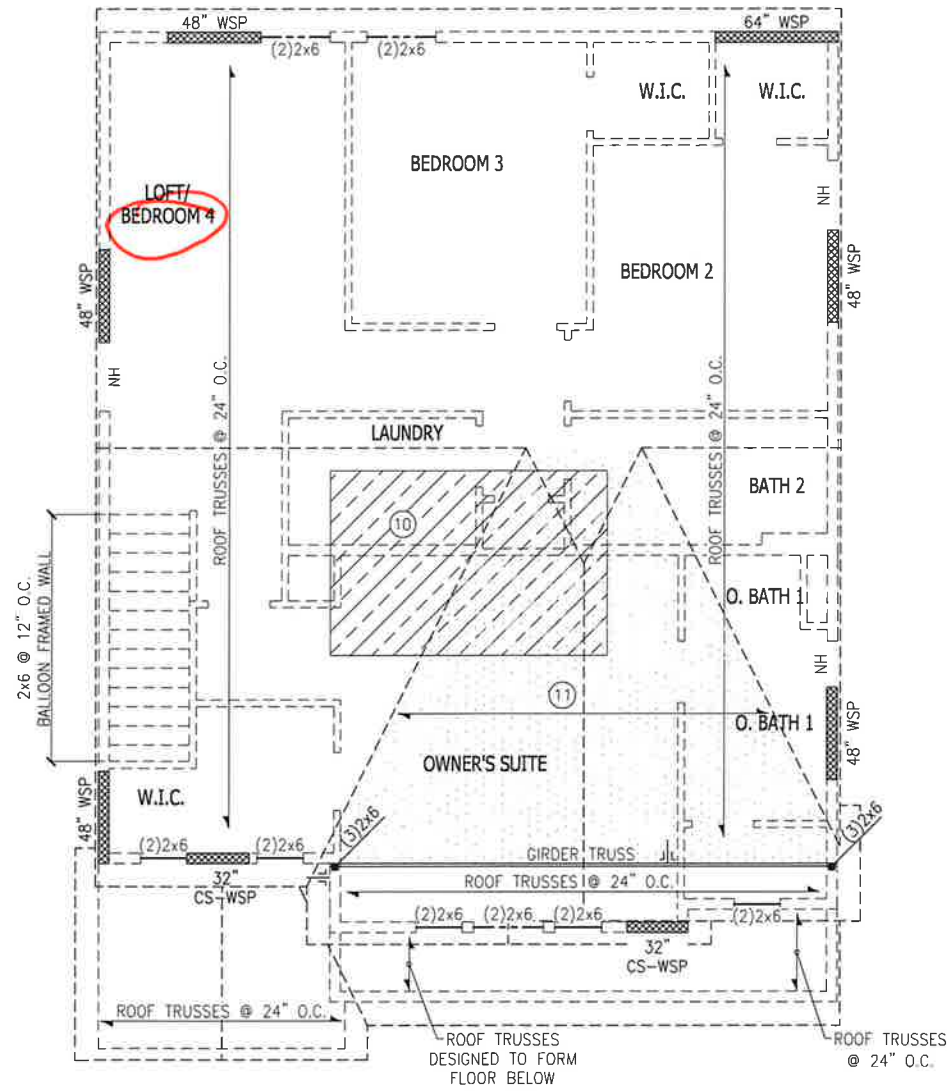 48" WSP
64" WSP
(2)2x6
(2)2x6
W.I.C.
W.I.C.
BEDROOM 3
LOFT/
BEDROOM 4
NH
BEDROOM 2
48" WSP
48" WSP
NH
ROOF TRUSSES @ 24" O.C.
ROOF TRUSSES @ 24" O.C.
LAUNDRY
BATH 2
10
2x6 @ 12" O.C.
BALLOON FRAMED WALL
O. BATH 1
NH
11
O. BATH 1
48" WSP
OWNER'S SUITE
W.I.C.
48" WSP
(3)2x6
(3)2x6
(2)2x6
(2)2x6
GIRDER TRUSS
32"
CS-WSP
ROOF TRUSSES @ 24" O.C.
(2)2x6
(2)2x6
(2)2x6
(2)2x6
32"
CS-WSP
ROOF TRUSSES @ 24" O.C.
ROOF TRUSSES
DESIGNED TO FORM
FLOOR BELOW
ROOF TRUSSES
@ 24" O.C.